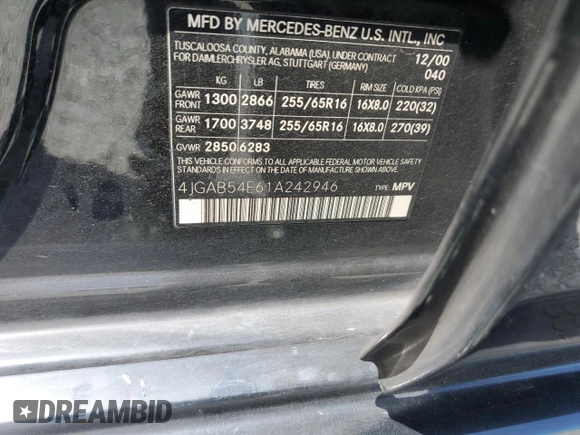 MFD BY MERCEDES-BENZ U.S. INTL., INC
TUSCALOOSA COUNTY, ALABAMA (USA), UNDER CONTRACT 12/00
FOR DAIMLERCHRYSLER AG, STUTTGART (GERMANY) 040
KG LB TIRES RIM SIZE COLD KPA (PSI)
GAWR FRONT 1300 2866 255/65R16 16X8.0 220(32)
GAWR REAR 1700 3748 255/65R16 16X8.0 270(39)
GVWR 2850 6283
THIS VEHICLE CONFORMS TO ALL APPLICABLE FEDERAL MOTOR VEHICLE SAFETY
STANDARDS IN EFFECT ON THE DATE OF MANUFACTURE SHOWN ABOVE.
4JGAB54E61A242946 TYPE: MPV
DREAMBID